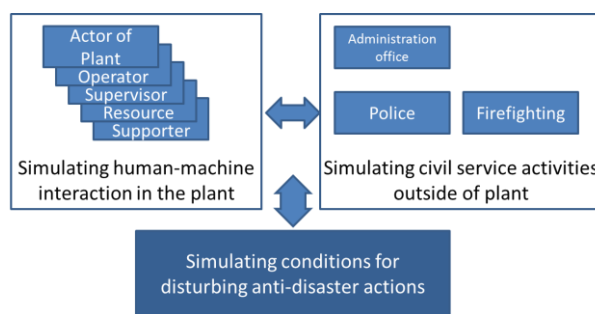 Actor of
Plant
Operator
Supervisor
Resource
Supporter
Simulating human-machine
interaction in the plant
Administration
office
Police
Firefighting
Simulating civil service activities
outside of plant
Simulating conditions for
disturbing anti-disaster actions